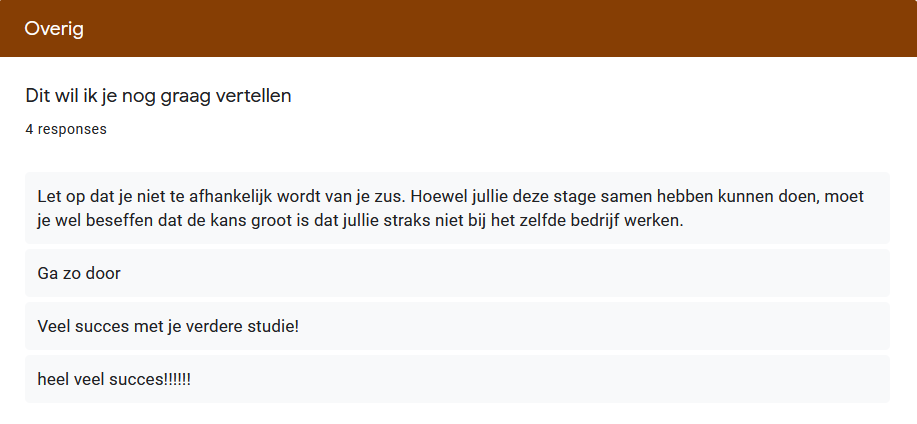 Overig
Dit wil ik je nog graag vertellen
4 responses
Let op dat je niet te afhankelijk wordt van je zus. Hoewel jullie deze stage samen hebben kunnen doen, moet
je wel beseffen dat de kans groot is dat jullie straks niet bij het zelfde bedrijf werken.
Ga zo door
Veel succes met je verdere studie!
heel veel succes!!!!!!